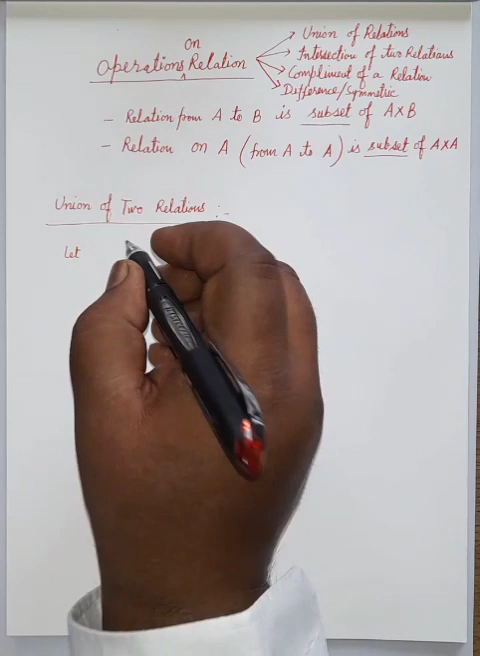 on
Operations ^ Relation
Union of Relations
Intersection of two Relations
Compliment of a Relation
Difference/Symmetric
- Relation from A to B is subset of A×B
- Relation on A (from A to A) is subset of A×A
Union of Two Relations :-
Let